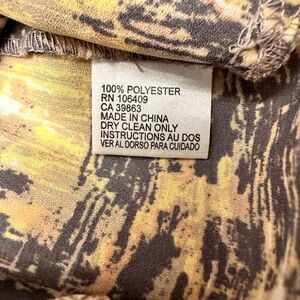 100% POLYESTER
RN 106409
CA 39863
MADE IN CHINA
DRY CLEAN ONLY
INSTRUCTIONS AU DOS
VER AL DORSO PARA CUIDADO